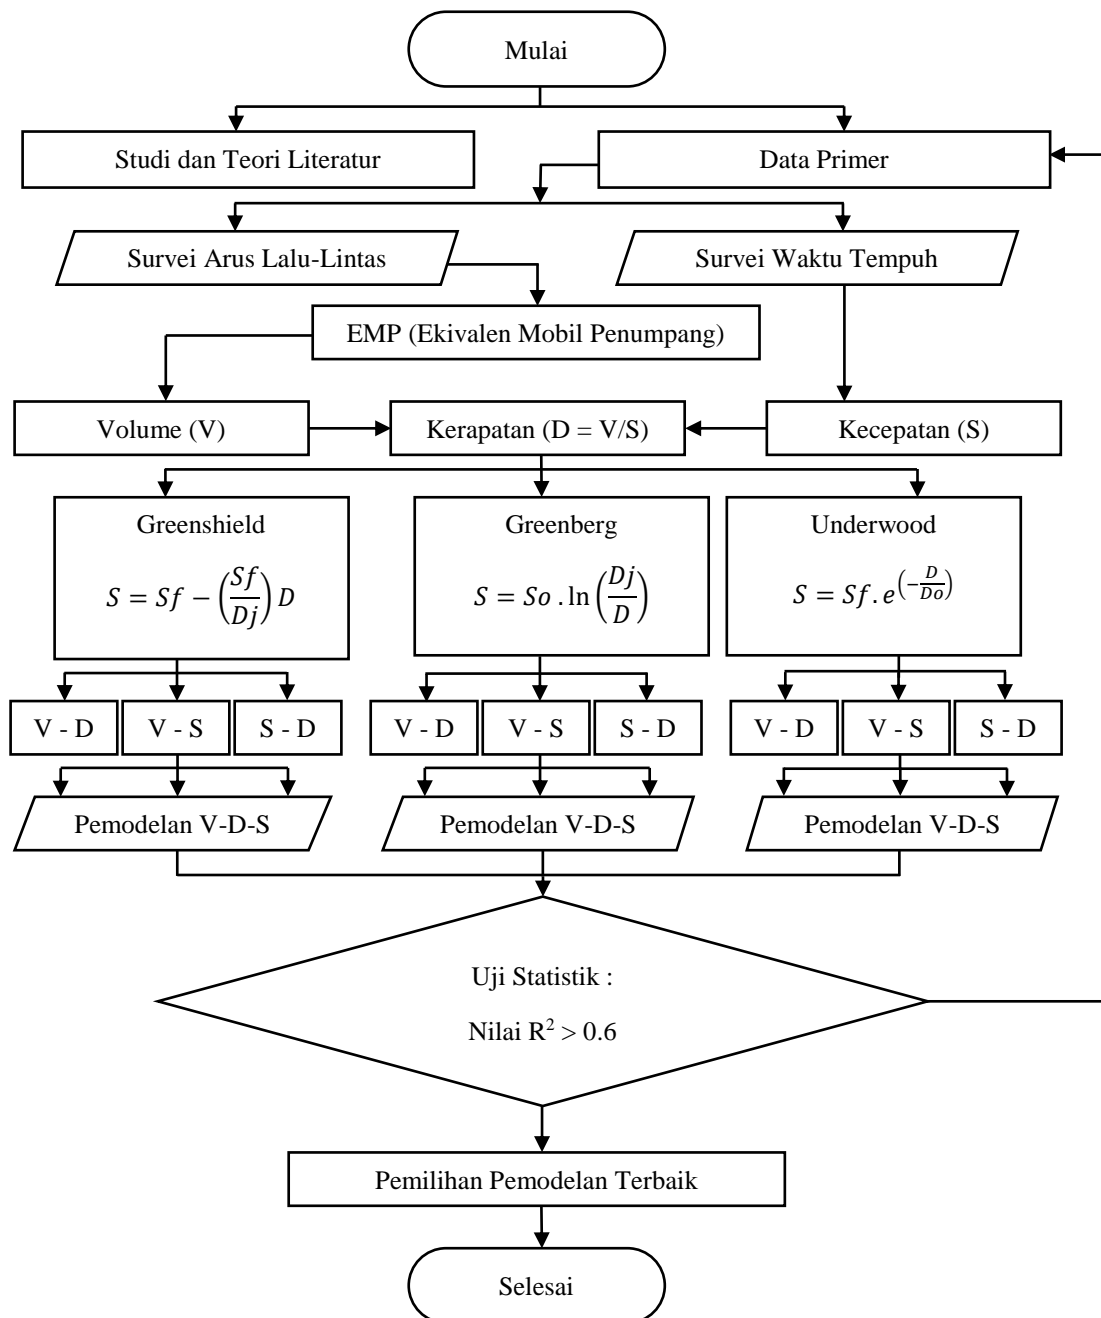 Mulai
Studi dan Teori Literatur
Data Primer
Survei Arus Lalu-Lintas
Survei Waktu Tempuh
EMP (Ekivalen Mobil Penumpang)
Volume (V)
Kerapatan (D = V/S)
Kecepatan (S)
Greenshield
S = Sf − (Sf/Dj) D
Greenberg
S = So . ln (Dj/D)
Underwood
S = Sf. e^(−D/Do)
V - D
V - S
S - D
V - D
V - S
S - D
V - D
V - S
S - D
Pemodelan V-D-S
Pemodelan V-D-S
Pemodelan V-D-S
Uji Statistik :
Nilai R² > 0.6
Pemilihan Pemodelan Terbaik
Selesai